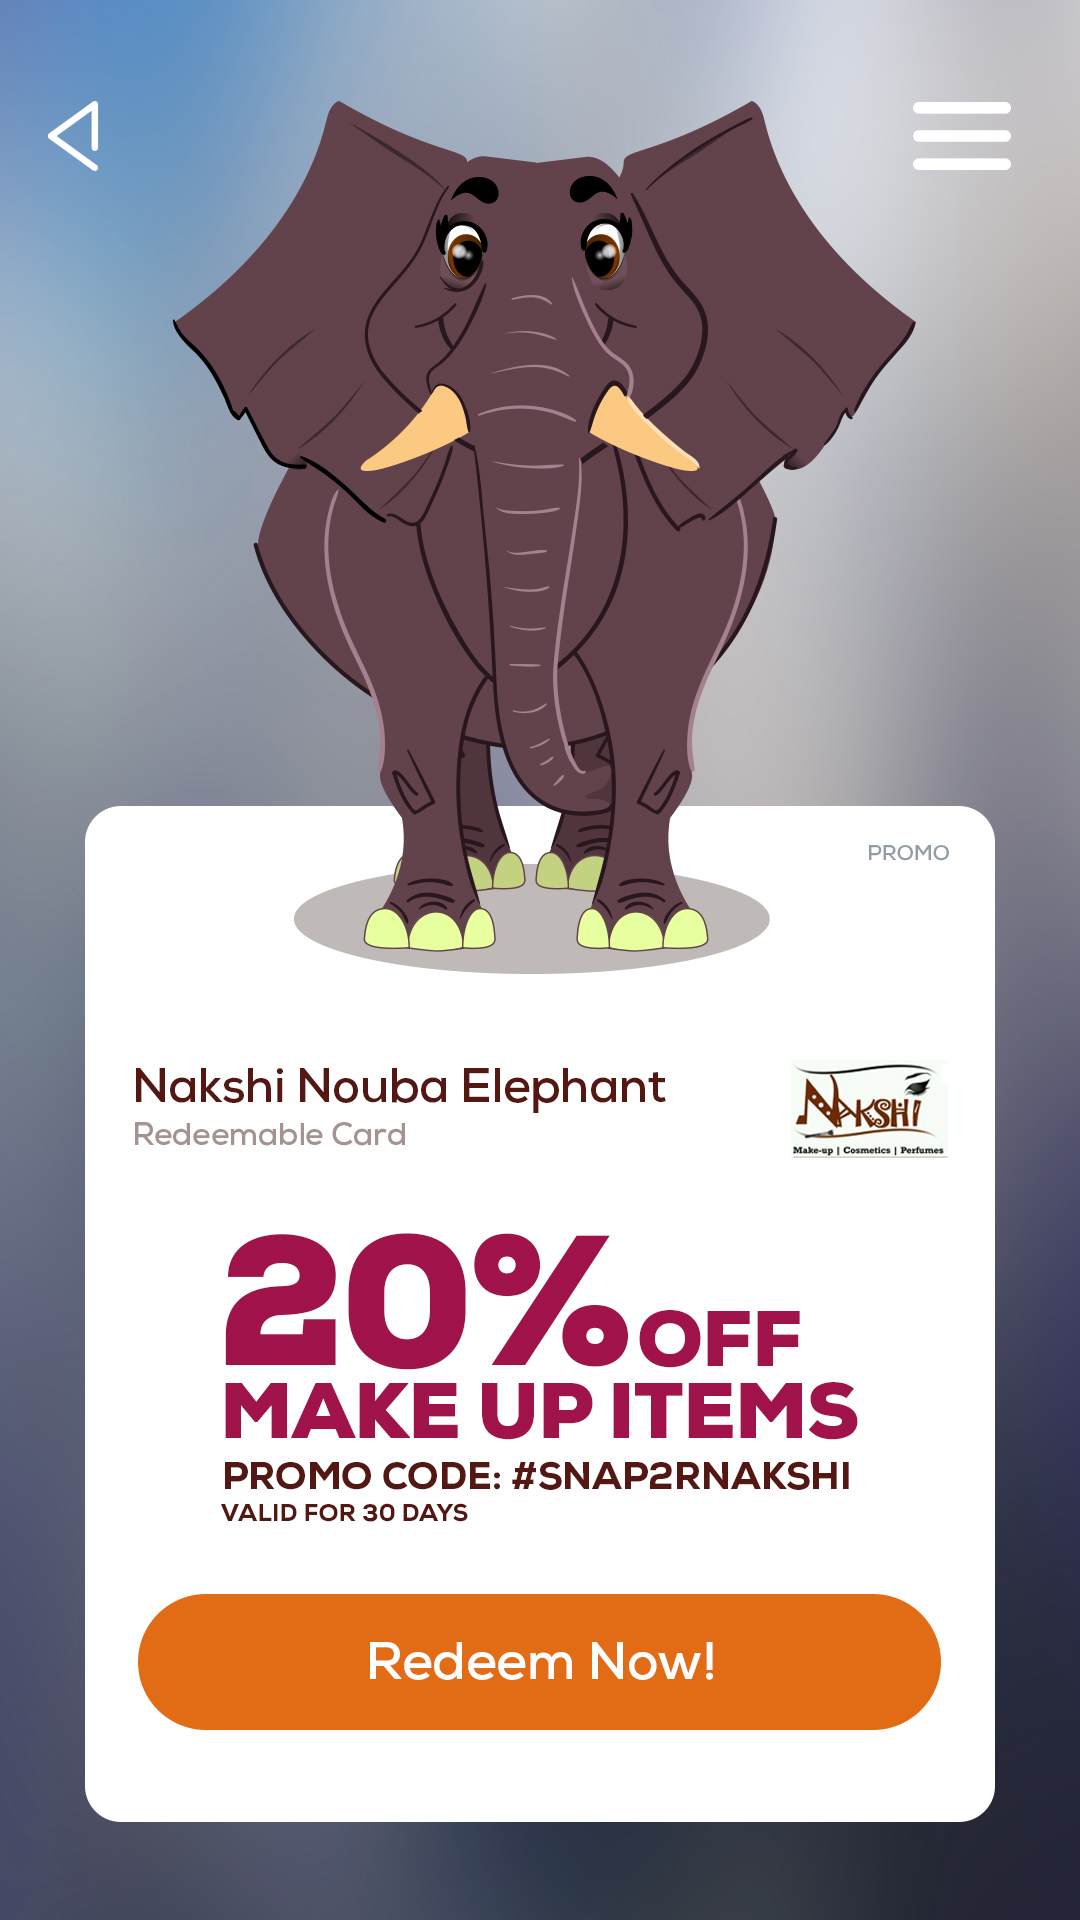 PROMO
Nakshi Nouba Elephant
Redeemable Card
NAKSHI
Make-up | Cosmetics | Perfumes
20% OFF
MAKE UP ITEMS
PROMO CODE: #SNAP2RNAKSHI
VALID FOR 30 DAYS
Redeem Now!